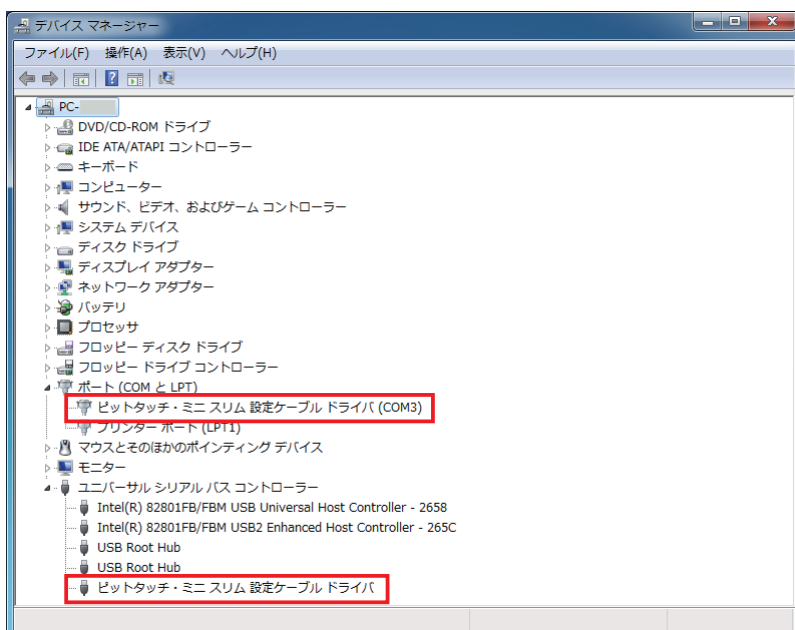 デバイス マネージャー
ファイル(F) 操作(A) 表示(V) ヘルプ(H)
PC-
DVD/CD-ROM ドライブ
IDE ATA/ATAPI コントローラー
キーボード
コンピューター
サウンド、ビデオ、およびゲーム コントローラー
システム デバイス
ディスク ドライブ
ディスプレイ アダプター
ネットワーク アダプター
バッテリ
プロセッサ
フロッピー ディスク ドライブ
フロッピー ドライブ コントローラー
ポート (COM と LPT)
ピットタッチ・ミニ スリム 設定ケーブル ドライバ (COM3)
プリンター ポート (LPT1)
マウスとそのほかのポインティング デバイス
モニター
ユニバーサル シリアル バス コントローラー
Intel(R) 82801FB/FBM USB Universal Host Controller - 2658
Intel(R) 82801FB/FBM USB2 Enhanced Host Controller - 265C
USB Root Hub
USB Root Hub
ピットタッチ・ミニ スリム 設定ケーブル ドライバ